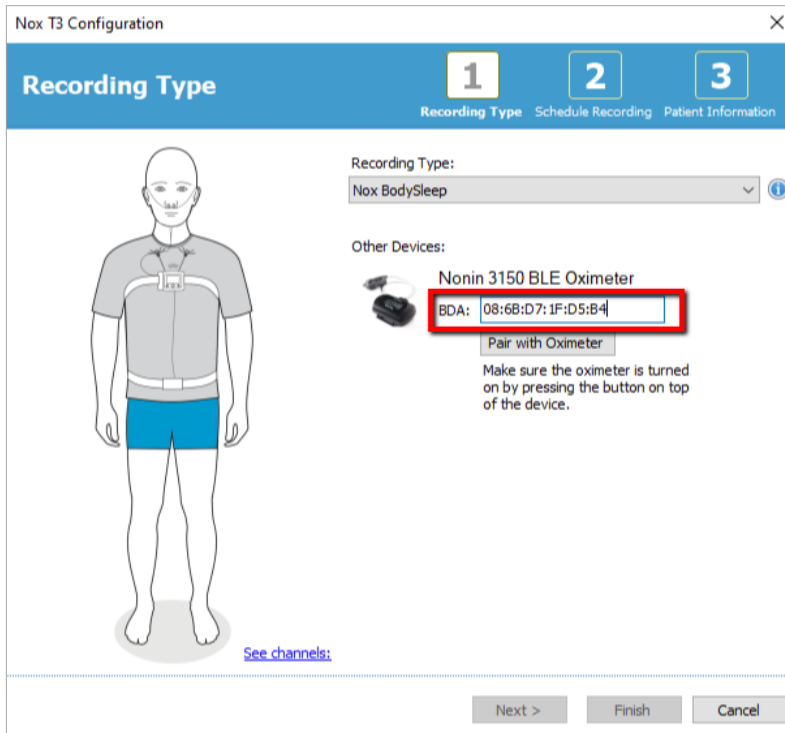 Nox T3 Configuration
Recording Type
1
Recording Type
2
Schedule Recording
3
Patient Information
Recording Type:
Nox BodySleep
Other Devices:
Nonin 3150 BLE Oximeter
BDA: 08:6B:D7:1F:D5:B4
Pair with Oximeter
Make sure the oximeter is turned
on by pressing the button on top
of the device.
See channels:
Next >
Finish
Cancel